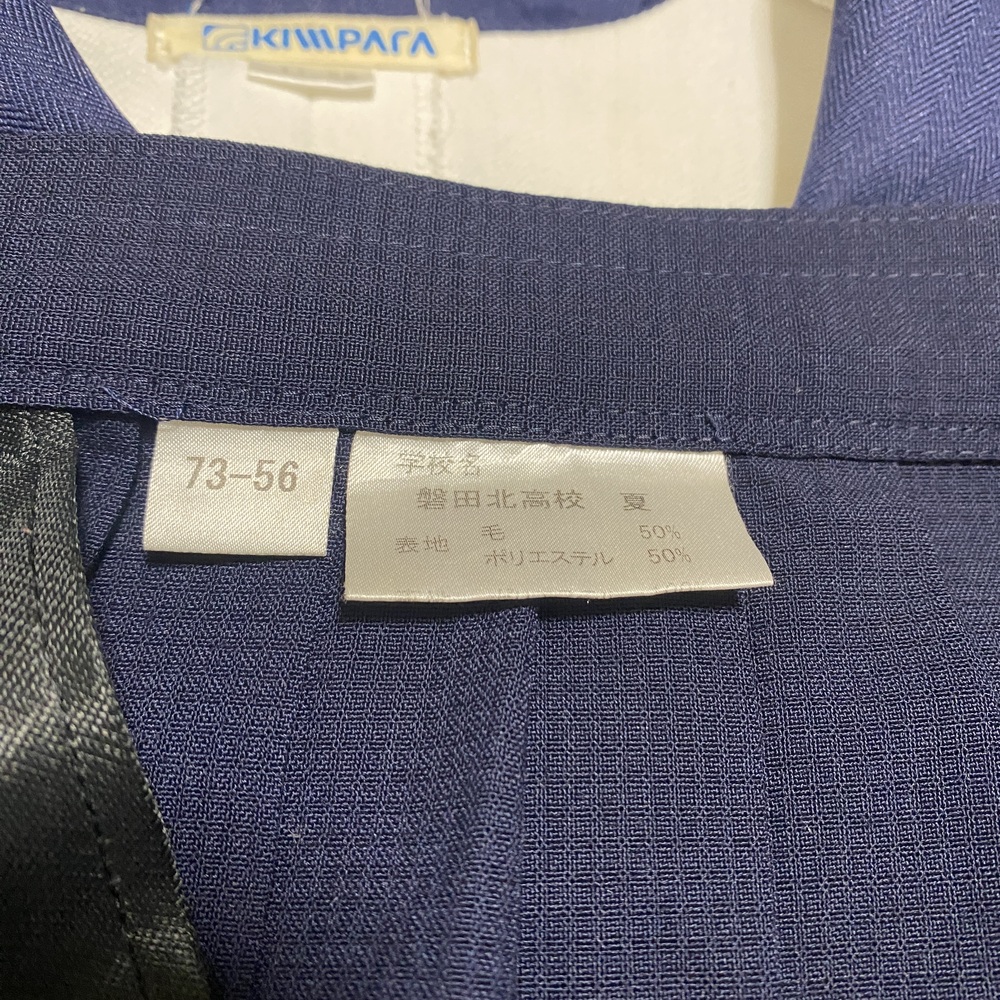 KIMPARA
73-56
学校名
磐田北高校 夏
表地 毛 50%
ポリエステル 50%